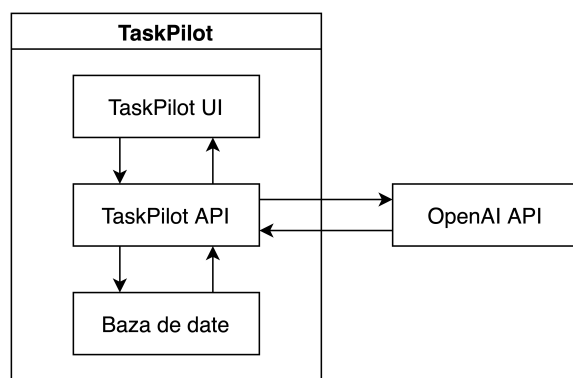 TaskPilot
TaskPilot UI
TaskPilot API
OpenAI API
Baza de date